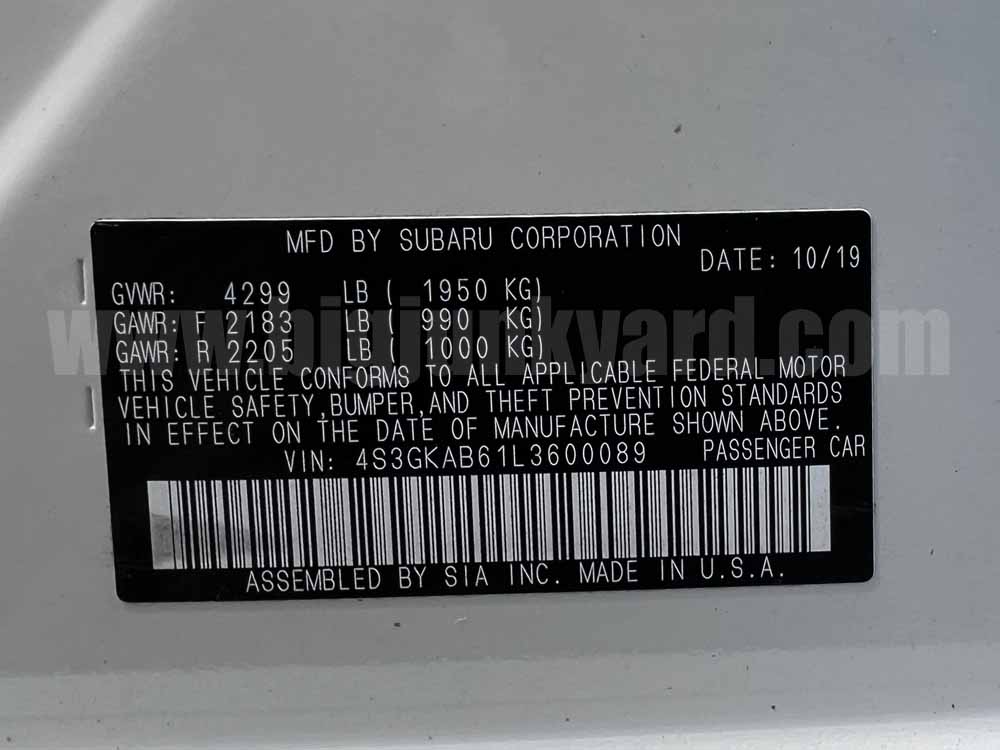 MFD BY SUBARU CORPORATION
DATE: 10/19
GVWR: 4299 LB ( 1950 KG)
GAWR: F 2183 LB ( 990 KG)
GAWR: R 2205 LB ( 1000 KG)
THIS VEHICLE CONFORMS TO ALL APPLICABLE FEDERAL MOTOR
VEHICLE SAFETY,BUMPER,AND THEFT PREVENTION STANDARDS
IN EFFECT ON THE DATE OF MANUFACTURE SHOWN ABOVE.
VIN: 4S3GKAB61L3600089 PASSENGER CAR
ASSEMBLED BY SIA INC. MADE IN U.S.A.